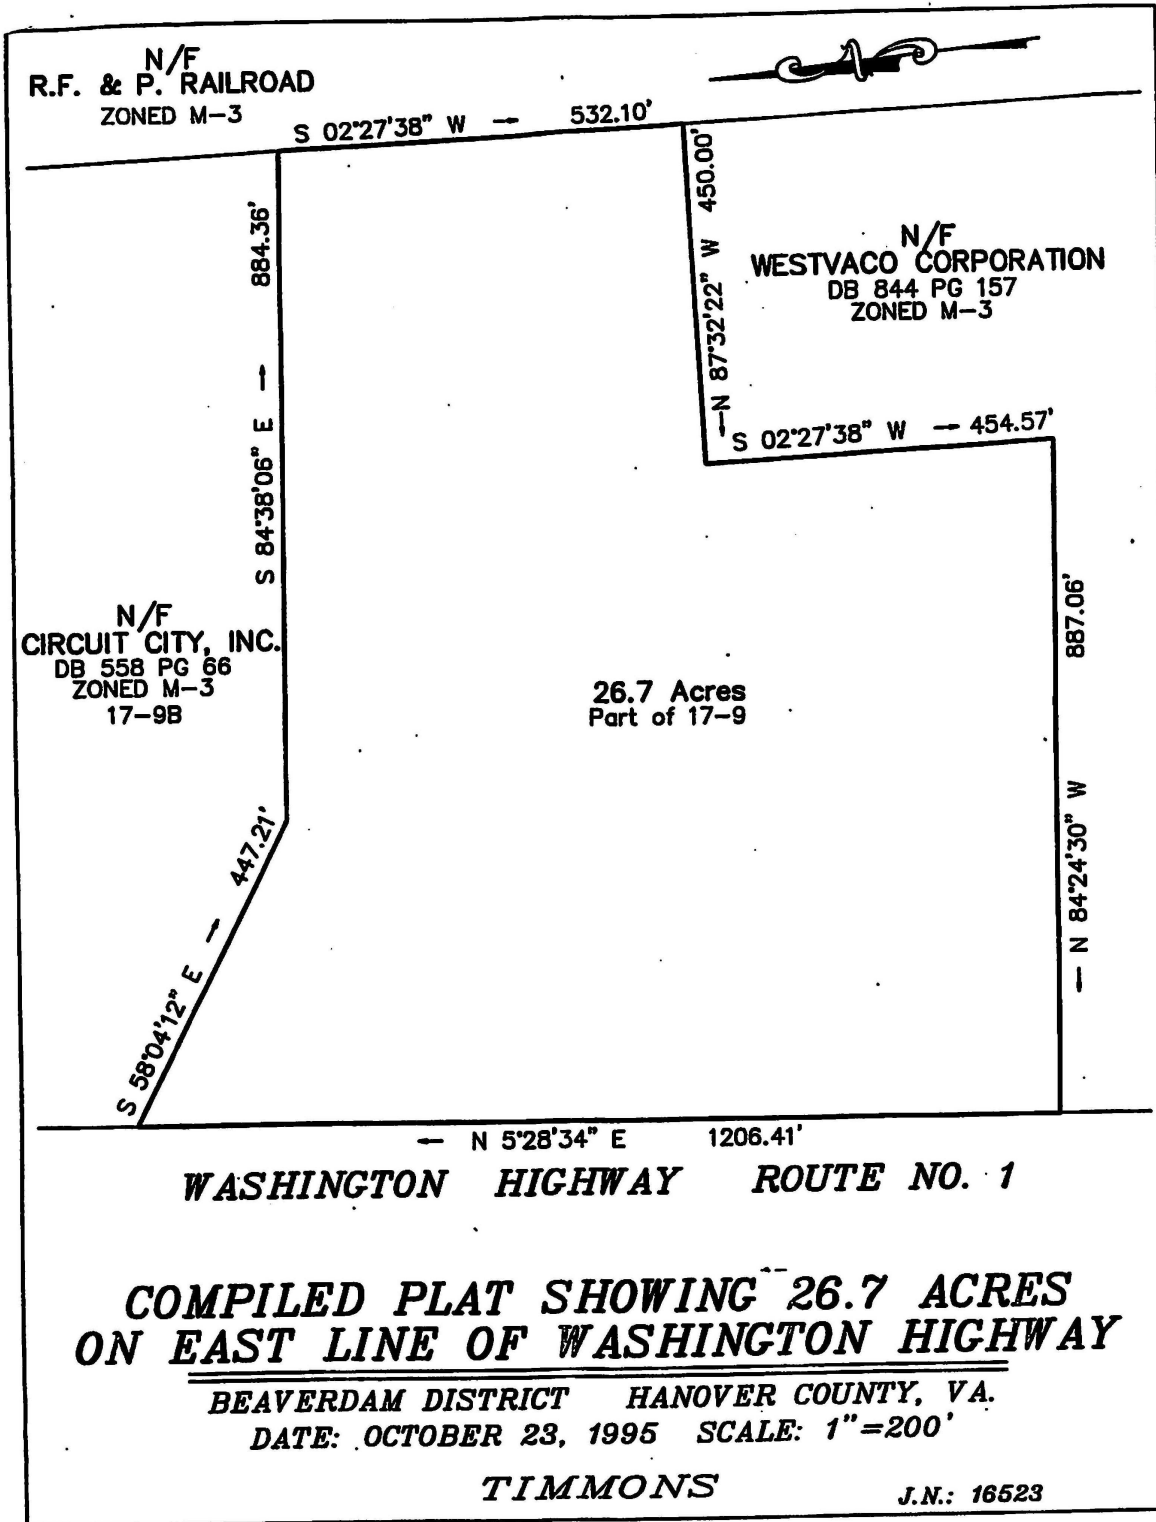 N/F
R.F. & P. RAILROAD
ZONED M-3
S 02°27'38" W 532.10'
884.36'
S 84°38'06" E
N 87°32'22" W 450.00'
N/F
WESTVACO CORPORATION
DB 844 PG 157
ZONED M-3
S 02°27'38" W 454.57'
N/F
CIRCUIT CITY, INC.
DB 558 PG 66
ZONED M-3
17-9B
26.7 Acres
Part of 17-9
887.06'
N 84°24'30" W
S 58°04'12" E 447.21'
N 5°28'34" E 1206.41'
WASHINGTON HIGHWAY ROUTE NO. 1
COMPILED PLAT SHOWING 26.7 ACRES
ON EAST LINE OF WASHINGTON HIGHWAY
BEAVERDAM DISTRICT HANOVER COUNTY, VA.
DATE: OCTOBER 23, 1995 SCALE: 1"=200'
TIMMONS
J.N.: 16523